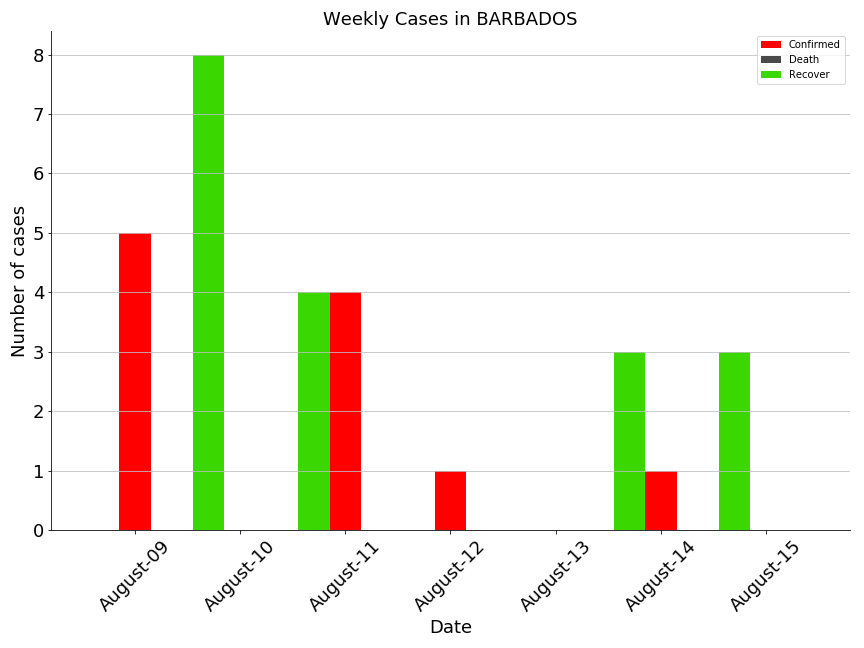 Weekly Cases in BARBADOS
Confirmed
Death
Recover
Number of cases
8
7
6
5
4
3
2
1
0
August-09
August-10
August-11
August-12
August-13
August-14
August-15
Date